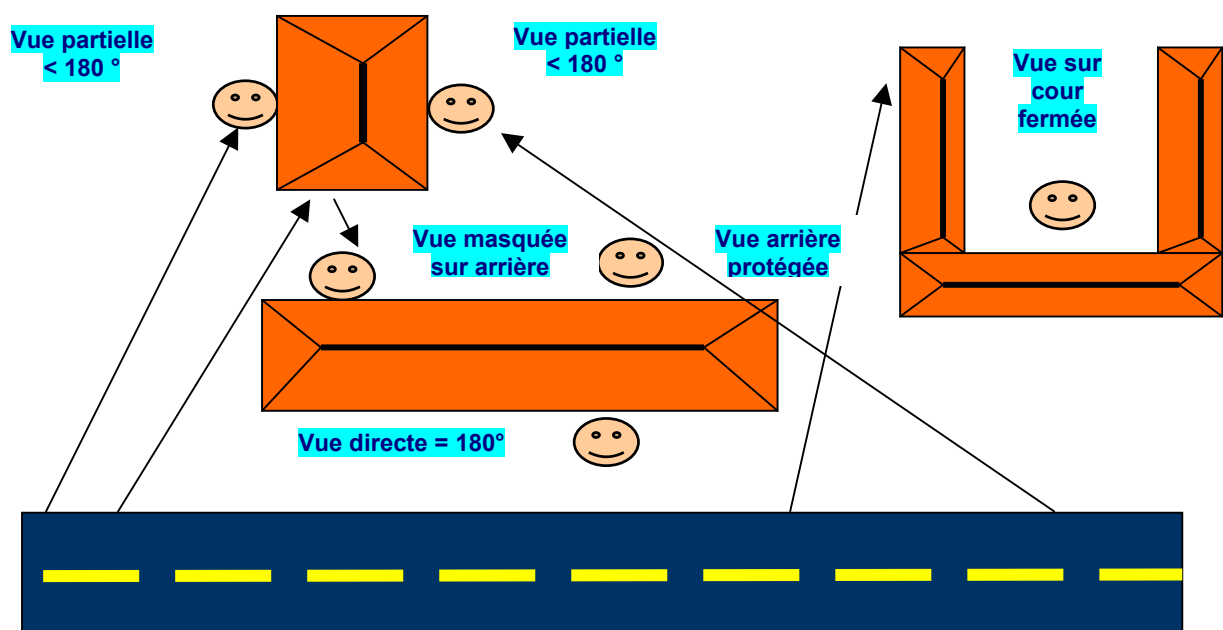 Vue partielle
< 180 °
Vue partielle
< 180 °
Vue sur
cour
fermée
Vue masquée
sur arrière
Vue arrière
protégée
Vue directe = 180°